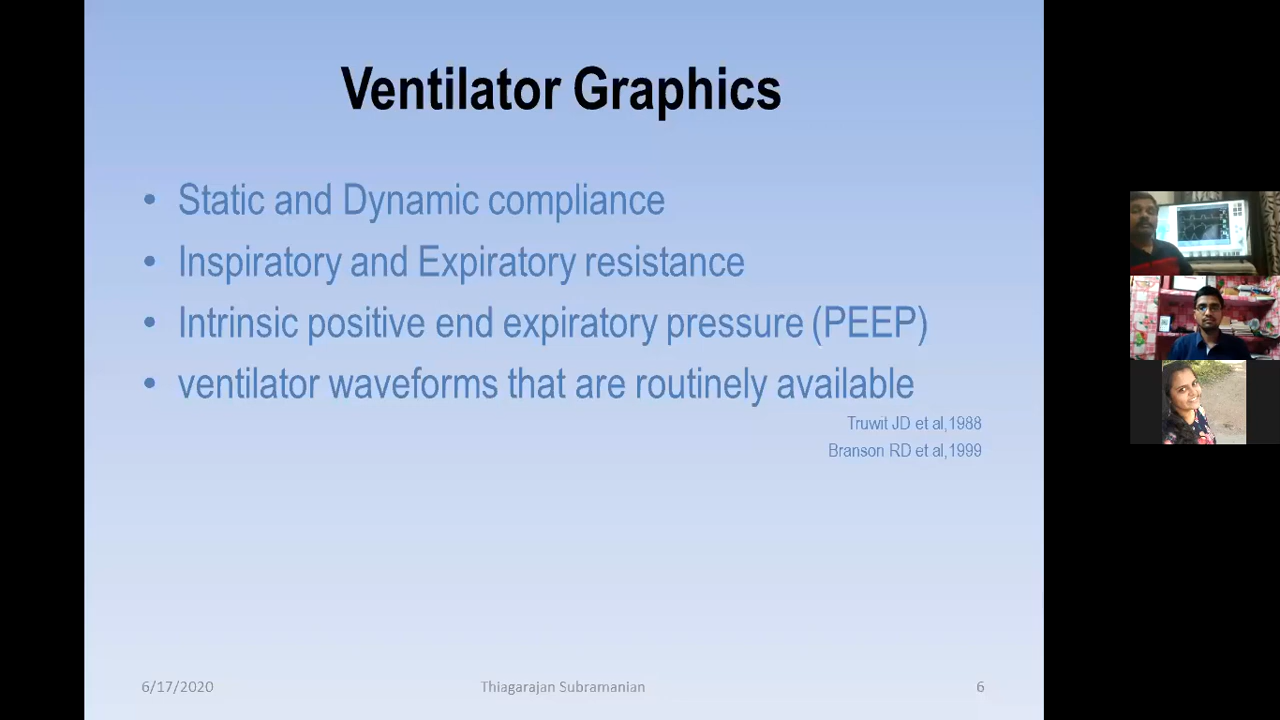 Ventilator Graphics
• Static and Dynamic compliance
• Inspiratory and Expiratory resistance
• Intrinsic positive end expiratory pressure (PEEP)
• ventilator waveforms that are routinely available
Truwit JD et al,1988
Branson RD et al,1999
6/17/2020
Thiagarajan Subramanian
6